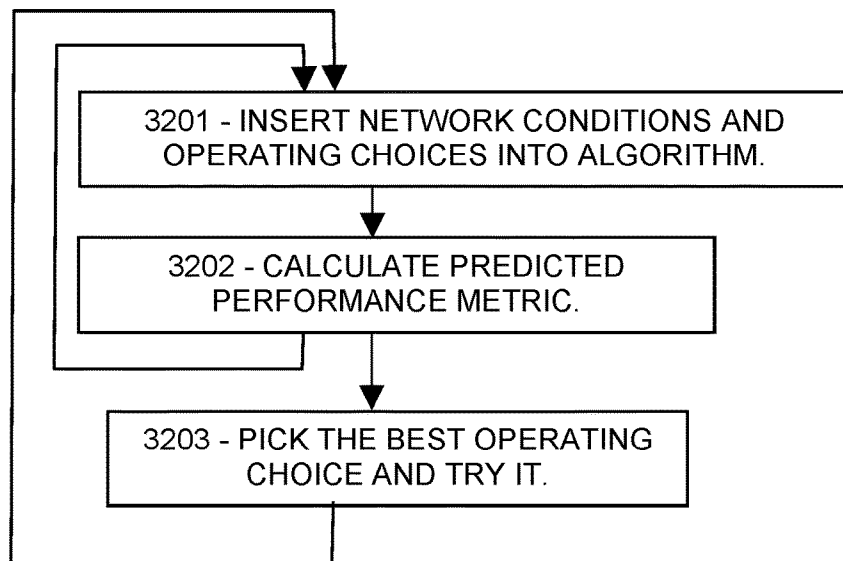 3201 - INSERT NETWORK CONDITIONS AND
OPERATING CHOICES INTO ALGORITHM.
3202 - CALCULATE PREDICTED
PERFORMANCE METRIC.
3203 - PICK THE BEST OPERATING
CHOICE AND TRY IT.